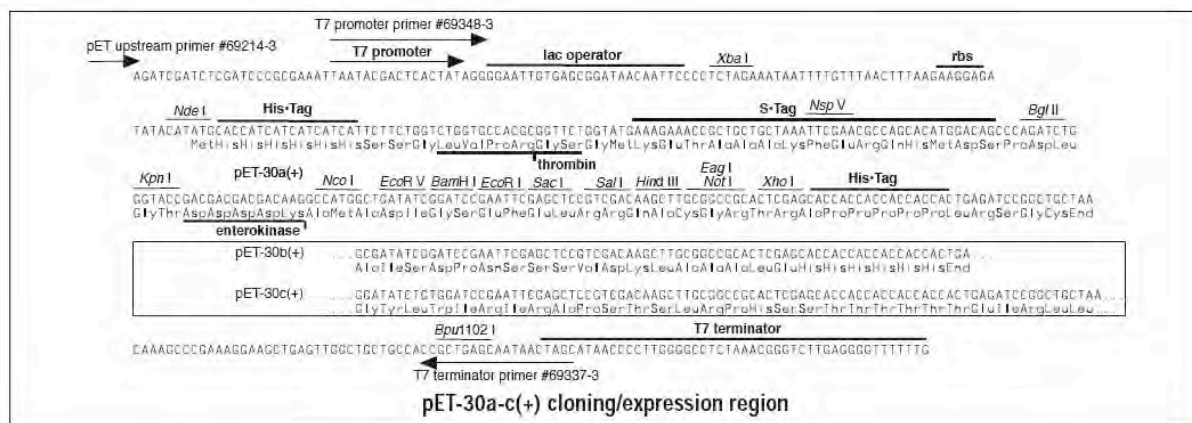 T7 promoter primer #69348-3
pET upstream primer #69214-3
T7 promoter
lac operator
Xba I
rbs
AGATCGATCTCGATCCCGCGAAATTAATACGACTCACTATAGGGGAATTGTGAGCGGATAACAATTCCCCTCTAGAAATAATTTTGTTTAACTTTAAGAAGGAGA
Nde I
His•Tag
S•Tag
Nsp V
Bgl II
TATACATATGCACCATCATCATCATCATTCTTCTGGTCTGGTGCCACGCGGTTCTGGTATGAAAGAAACCGCTGCTGCTAAATTCGAACGCCAGCACATGGACAGCCCAGATCTG
MetHisHisHisHisHisHisSerSerGlyLeuValProArgGlySerGlyMetLysGluThrAlaAlaAlaLysPheGluArgGlnHisMetAspSerProAspLeu
thrombin
Kpn I
pET-30a(+)
Nco I
EcoR V
BamH I
EcoR I
Sac I
Sal I
Hind III
Eag I
Not I
Xho I
His•Tag
GGTACCGACGACGACGACAAGGCCATGGCTGATATCGGATCCGAATTCGAGCTCCGTCGACAAGCTTGCGGCCGCACTCGAGCACCACCACCACCACCACTGAGATCCGGCTGCTAA
GlyThrAspAspAspAspLysAlaMetAlaAspIleGlySerGluPheGluLeuArgArgGlnAlaCysGlyArgThrArgAlaProProProProProProLeuArgSerGlyCysEnd
enterokinase
pET-30b(+)
...GCGATATCGGATCCGAATTCGAGCTCCGTCGACAAGCTTGCGGCCGCACTCGAGCACCACCACCACCACCACTGA...
AlaIleSerAspProAsnSerSerSerValAspLysLeuAlaAlaAlaLeuGluHisHisHisHisHisHisEnd
pET-30c(+)
...GGATATCTGTGGATCCGAATTCGAGCTCCGTCGACAAGCTTGCGGCCGCACTCGAGCACCACCACCACCACCACTGAGATCCGGCTGCTAA...
GlyTyrLeuTrpIleArgIleArgAlaProSerThrSerLeuArgProHisSerSerThrThrThrThrThrThrGluIleArgLeuLeu...
Bpu1102 I
T7 terminator
CAAAGCCCGAAAGGAAGCTGAGTTGGCTGCTGCCACCGCTGAGCAATAACTAGCATAACCCCTTGGGGCCTCTAAACGGGTCTTGAGGGGTTTTTTG
T7 terminator primer #69337-3
pET-30a-c(+) cloning/expression region